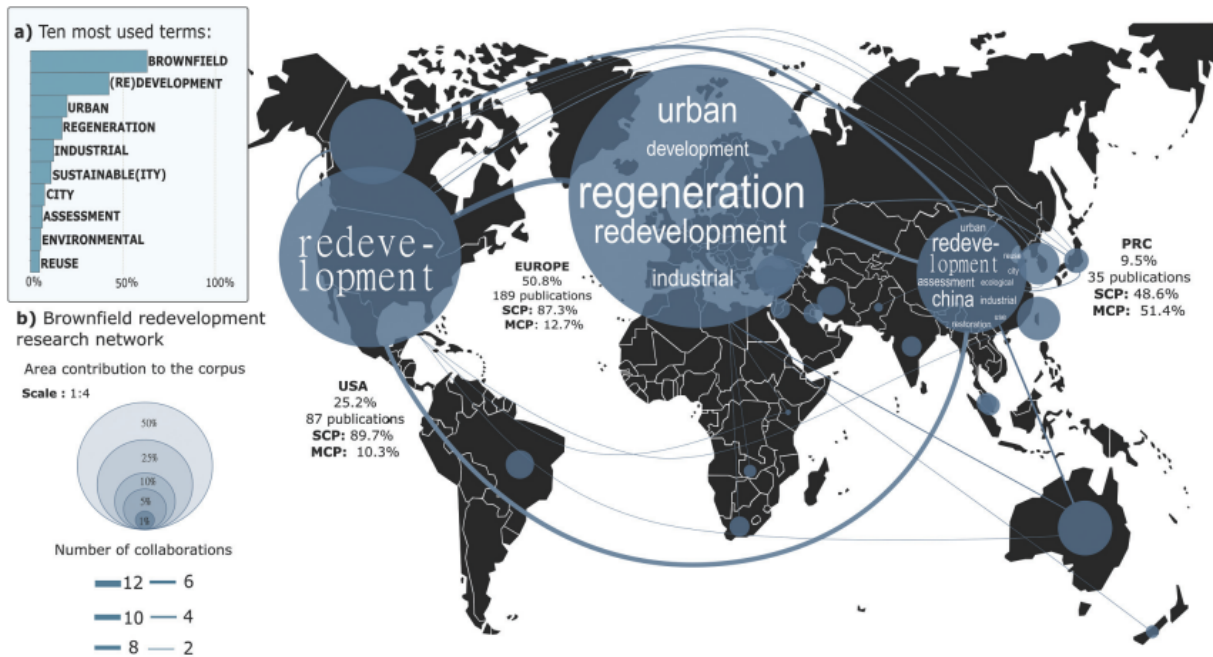 a) Ten most used terms:
BROWNFIELD
(RE)DEVELOPMENT
URBAN
REGENERATION
INDUSTRIAL
SUSTAINABLE(ITY)
CITY
ASSESSMENT
ENVIRONMENTAL
REUSE
0% 50% 100%
b) Brownfield redevelopment
research network
Area contribution to the corpus
Scale : 1:4
50%
25%
10%
5%
1%
Number of collaborations
12 6
10 4
8 2
redeve-
lopment
USA
25.2%
87 publications
SCP: 89.7%
MCP: 10.3%
urban
development
regeneration
redevelopment
industrial
EUROPE
50.8%
189 publications
SCP: 87.3%
MCP: 12.7%
urban
redeve-
lopment
reuse
city
assessment
ecological
china
industrial
use
restoration
PRC
9.5%
35 publications
SCP: 48.6%
MCP: 51.4%